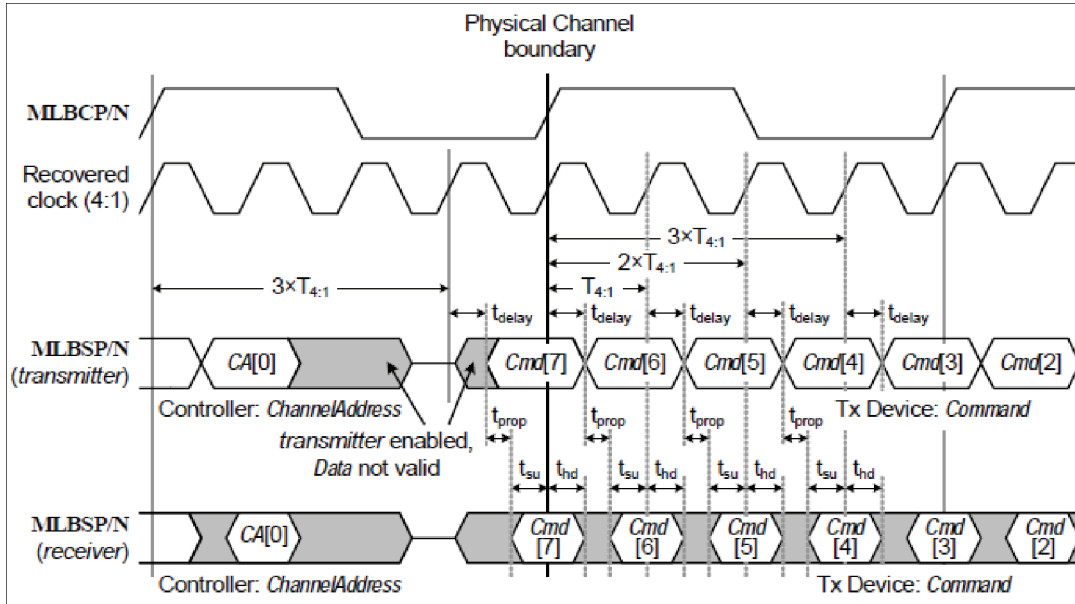 Physical Channel
boundary
MLBCP/N
Recovered
clock (4:1)
3×T4:1
2×T4:1
3×T4:1
T4:1
tdelay
tdelay
tdelay
tdelay
tdelay
MLBSP/N
(transmitter)
CA[0]
Cmd[7]
Cmd[6]
Cmd[5]
Cmd[4]
Cmd[3]
Cmd[2]
Controller: ChannelAddress
Tx Device: Command
transmitter enabled,
Data not valid
tprop
tprop
tprop
tprop
tsu
thd
tsu
thd
tsu
thd
tsu
thd
MLBSP/N
(receiver)
CA[0]
Cmd
[7]
Cmd
[6]
Cmd
[5]
Cmd
[4]
Cmd
[3]
Cmd
[2]
Controller: ChannelAddress
Tx Device: Command